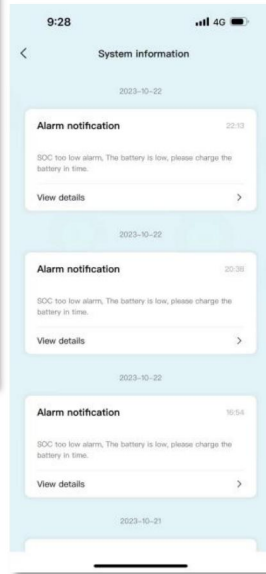 9:28
4G
System information
2023-10-22
Alarm notification
22:13
SOC too low alarm, The battery is low, please charge the
battery in time.
View details
2023-10-22
Alarm notification
20:38
SOC too low alarm, The battery is low, please charge the
battery in time.
View details
2023-10-22
Alarm notification
16:54
SOC too low alarm, The battery is low, please charge the
battery in time.
View details
2023-10-21